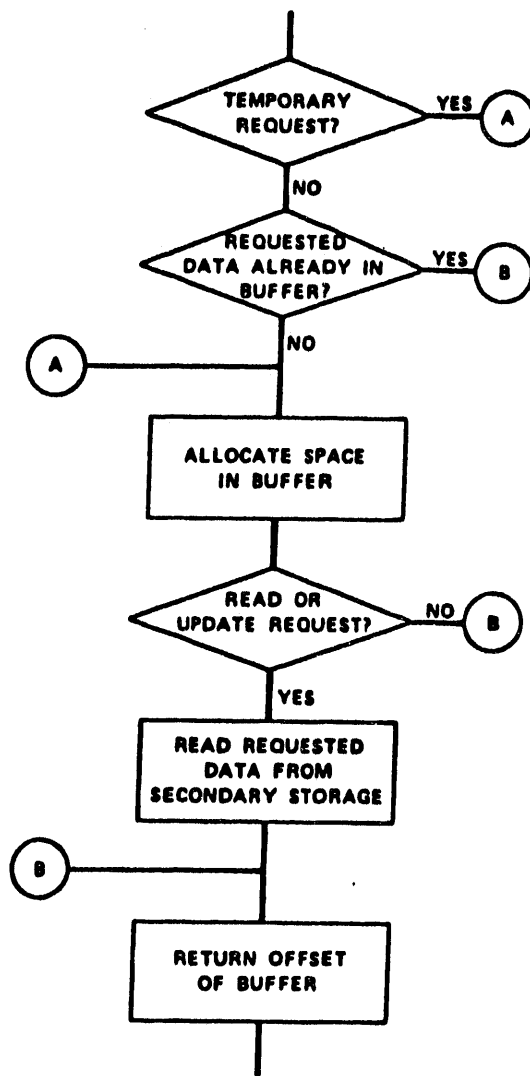 TEMPORARY
REQUEST?
YES
A
NO
REQUESTED
DATA ALREADY IN
BUFFER?
YES
B
NO
A
ALLOCATE SPACE
IN BUFFER
READ OR
UPDATE REQUEST?
NO
B
YES
READ REQUESTED
DATA FROM
SECONDARY STORAGE
B
RETURN OFFSET
OF BUFFER